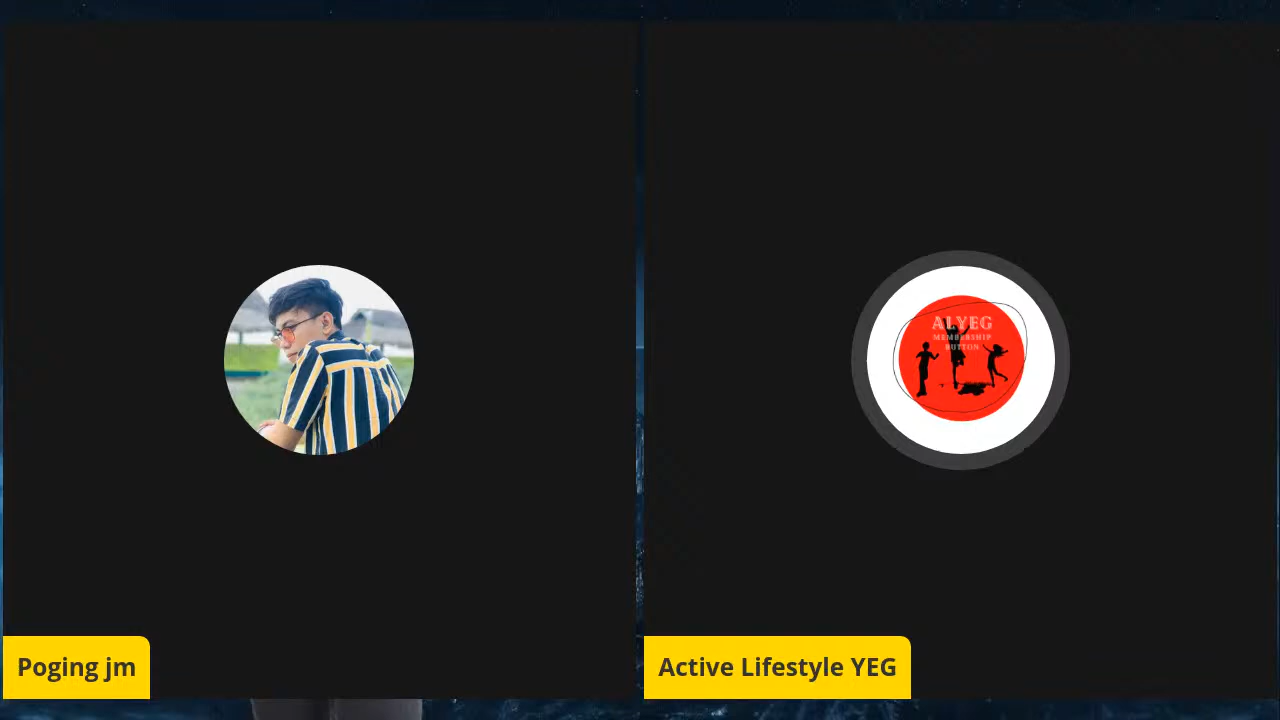 ALYEG
MEMBERSHIP
BUTTON
Poging jm
Active Lifestyle YEG